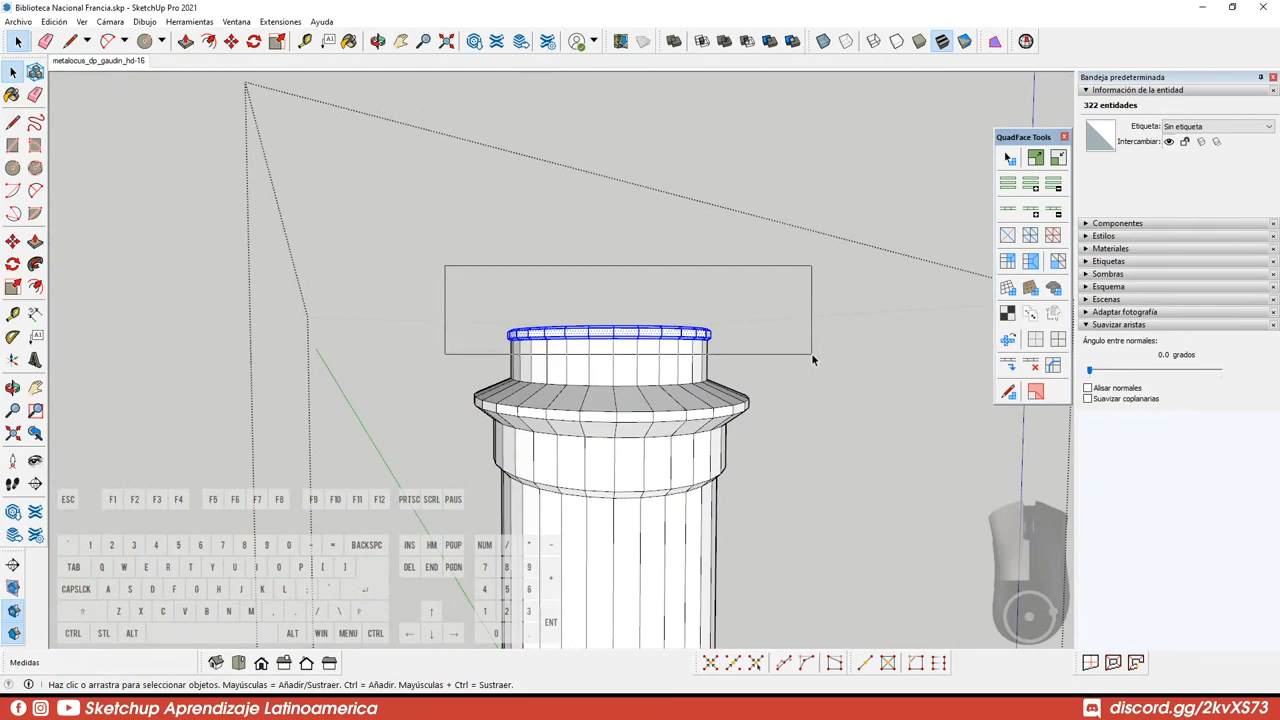 Biblioteca Nacional Francia.skp - SketchUp Pro 2021
Archivo Edición Ver Cámara Dibujo Herramientas Ventana Extensiones Ayuda
metalocus_dp_gaudin_hd-16
Bandeja predeterminada
Información de la entidad
322 entidades
Etiqueta: Sin etiqueta
Intercambiar:
QuadFace Tools
Componentes
Estilos
Materiales
Etiquetas
Sombras
Esquema
Escenas
Adaptar fotografía
Suavizar aristas
Ángulo entre normales:
0.0 grados
Alisar normales
Suavizar coplanarias
ESC F1 F2 F3 F4 F5 F6 F7 F8 F9 F10 F11 F12 PRTSC SCRL PAUS
` 1 2 3 4 5 6 7 8 9 0 - = BACKSPC INS HM PGUP NUM / * -
TAB Q W E R T Y U I O P [ ] DEL END PGDN 7 8 9 +
CAPSLCK A S D F G H J K L ; ' 4 5 6
Z X C V B N M , . / \ 1 2 3 ENT
CTRL STL ALT ALT WIN MENU CTRL 0 .
Medidas
Haz clic o arrastra para seleccionar objetos. Mayúsculas = Añadir/Sustraer. Ctrl = Añadir. Mayúsculas + Ctrl = Sustraer.
Sketchup Aprendizaje Latinoamerica
discord.gg/2kvXS73